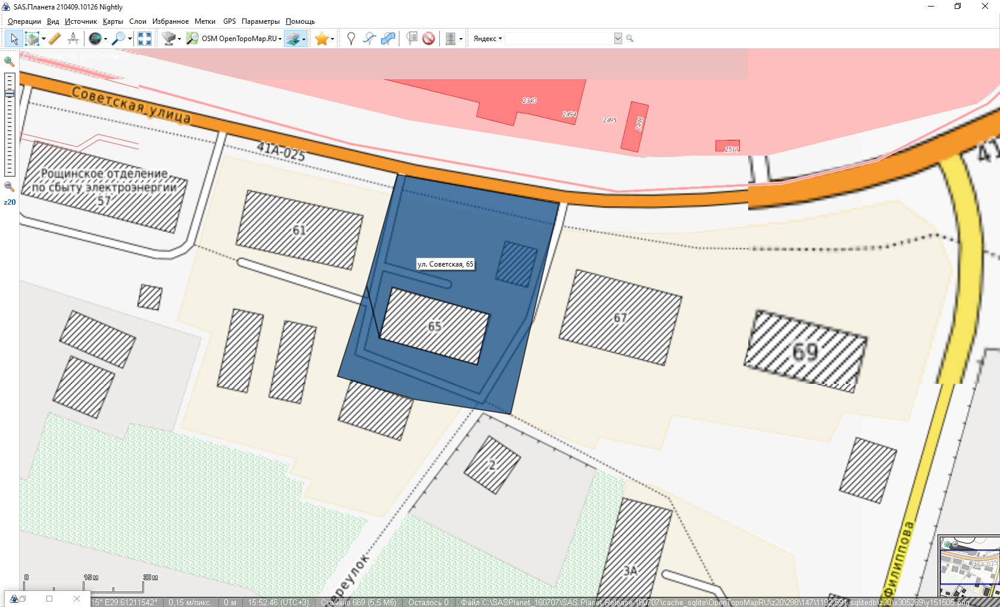 SAS.Планета 210409.10126 Nightly
Операции Вид Источник Карты Слои Избранное Метки GPS Параметры Помощь
OSM OpenTopoMap.RU
Яндекс
z20
Советская улица
41А-025
2340
2494
2495
2496
2511
41
Рощинское отделение
по сбыту электроэнергии
57
61
ул. Советская, 65
65
67
69
2
3А
ереулок
Филиппова
41А-025
0 15 м 30 м
15° E29.61211542° 0,15 м/пикс. 0 м 15:52:46 (UTC+3) Скачано 669 (5,5 Мб) Осталось 0 Файл C:\SASPlanet_160707\SAS.Planet.Release.160707\cache_sqlite\OpenTopoMapRU\z20\298\147\1192.591.sqlitedb\z20\x305269\y151505.png